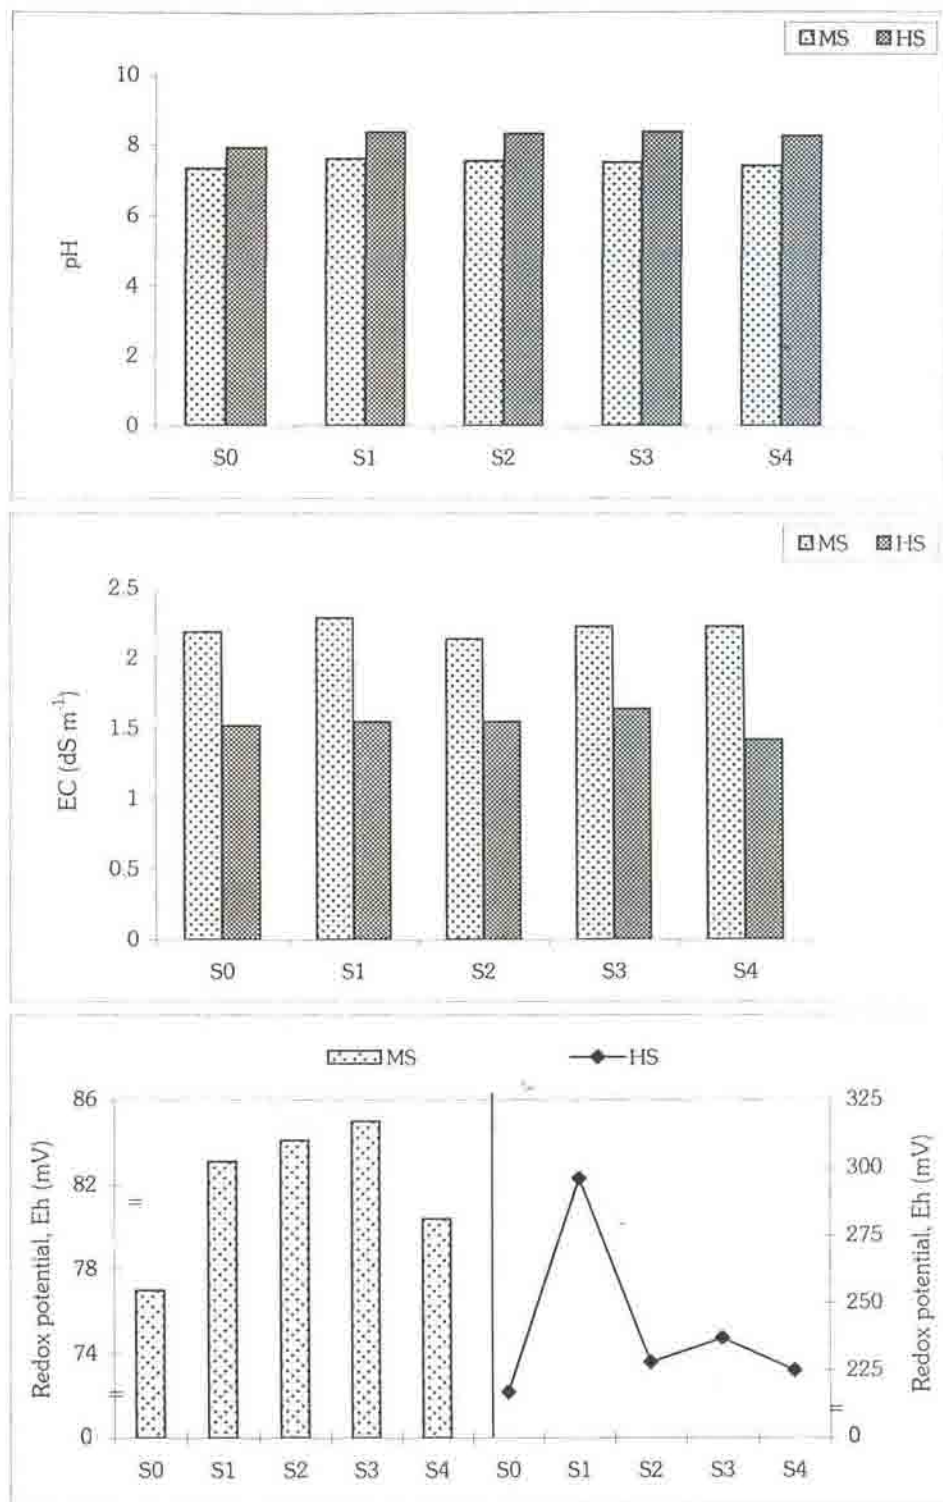 MS HS
10
8
6
4
2
0
pH
S0 S1 S2 S3 S4
MS HS
2.5
2
1.5
1
0.5
0
EC (dS m-1)
S0 S1 S2 S3 S4
MS HS
86
82
78
74
0
Redox potential, Eh (mV)
325
300
275
250
225
0
Redox potential, Eh (mV)
S0 S1 S2 S3 S4 S0 S1 S2 S3 S4